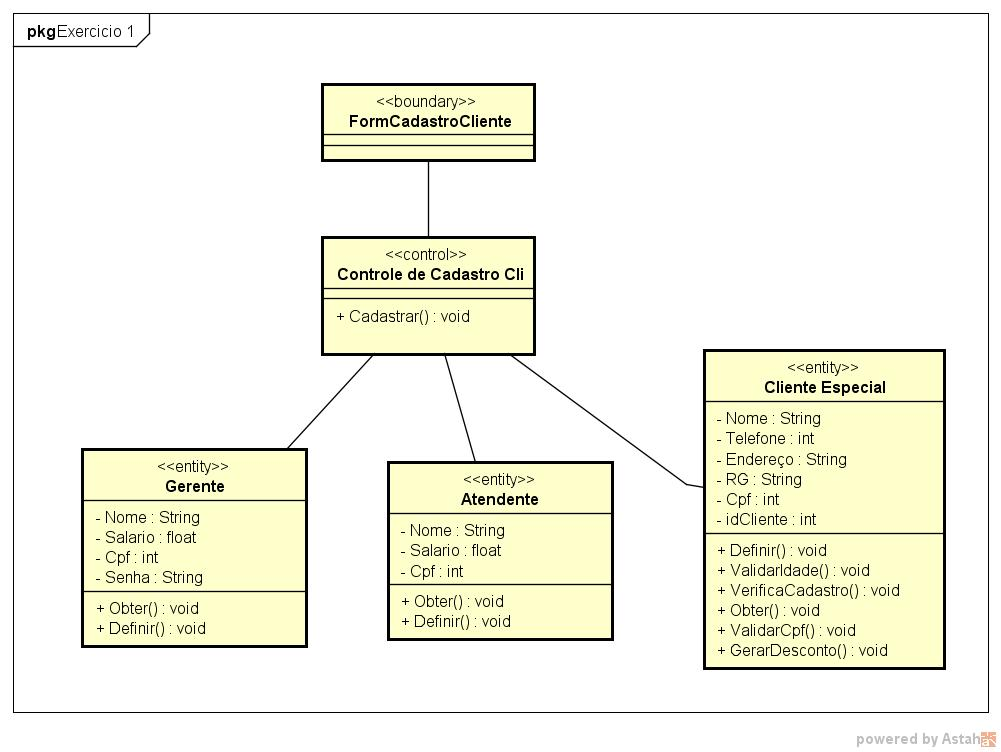 pkg Exercicio 1
<<boundary>>
FormCadastroCliente
<<control>>
Controle de Cadastro Cli
+ Cadastrar() : void
<<entity>>
Gerente
- Nome : String
- Salario : float
- Cpf : int
- Senha : String
+ Obter() : void
+ Definir() : void
<<entity>>
Atendente
- Nome : String
- Salario : float
- Cpf : int
+ Obter() : void
+ Definir() : void
<<entity>>
Cliente Especial
- Nome : String
- Telefone : int
- Endereço : String
- RG : String
- Cpf : int
- idCliente : int
+ Definir() : void
+ ValidarIdade() : void
+ VerificaCadastro() : void
+ Obter() : void
+ ValidarCpf() : void
+ GerarDesconto() : void
powered by Astah